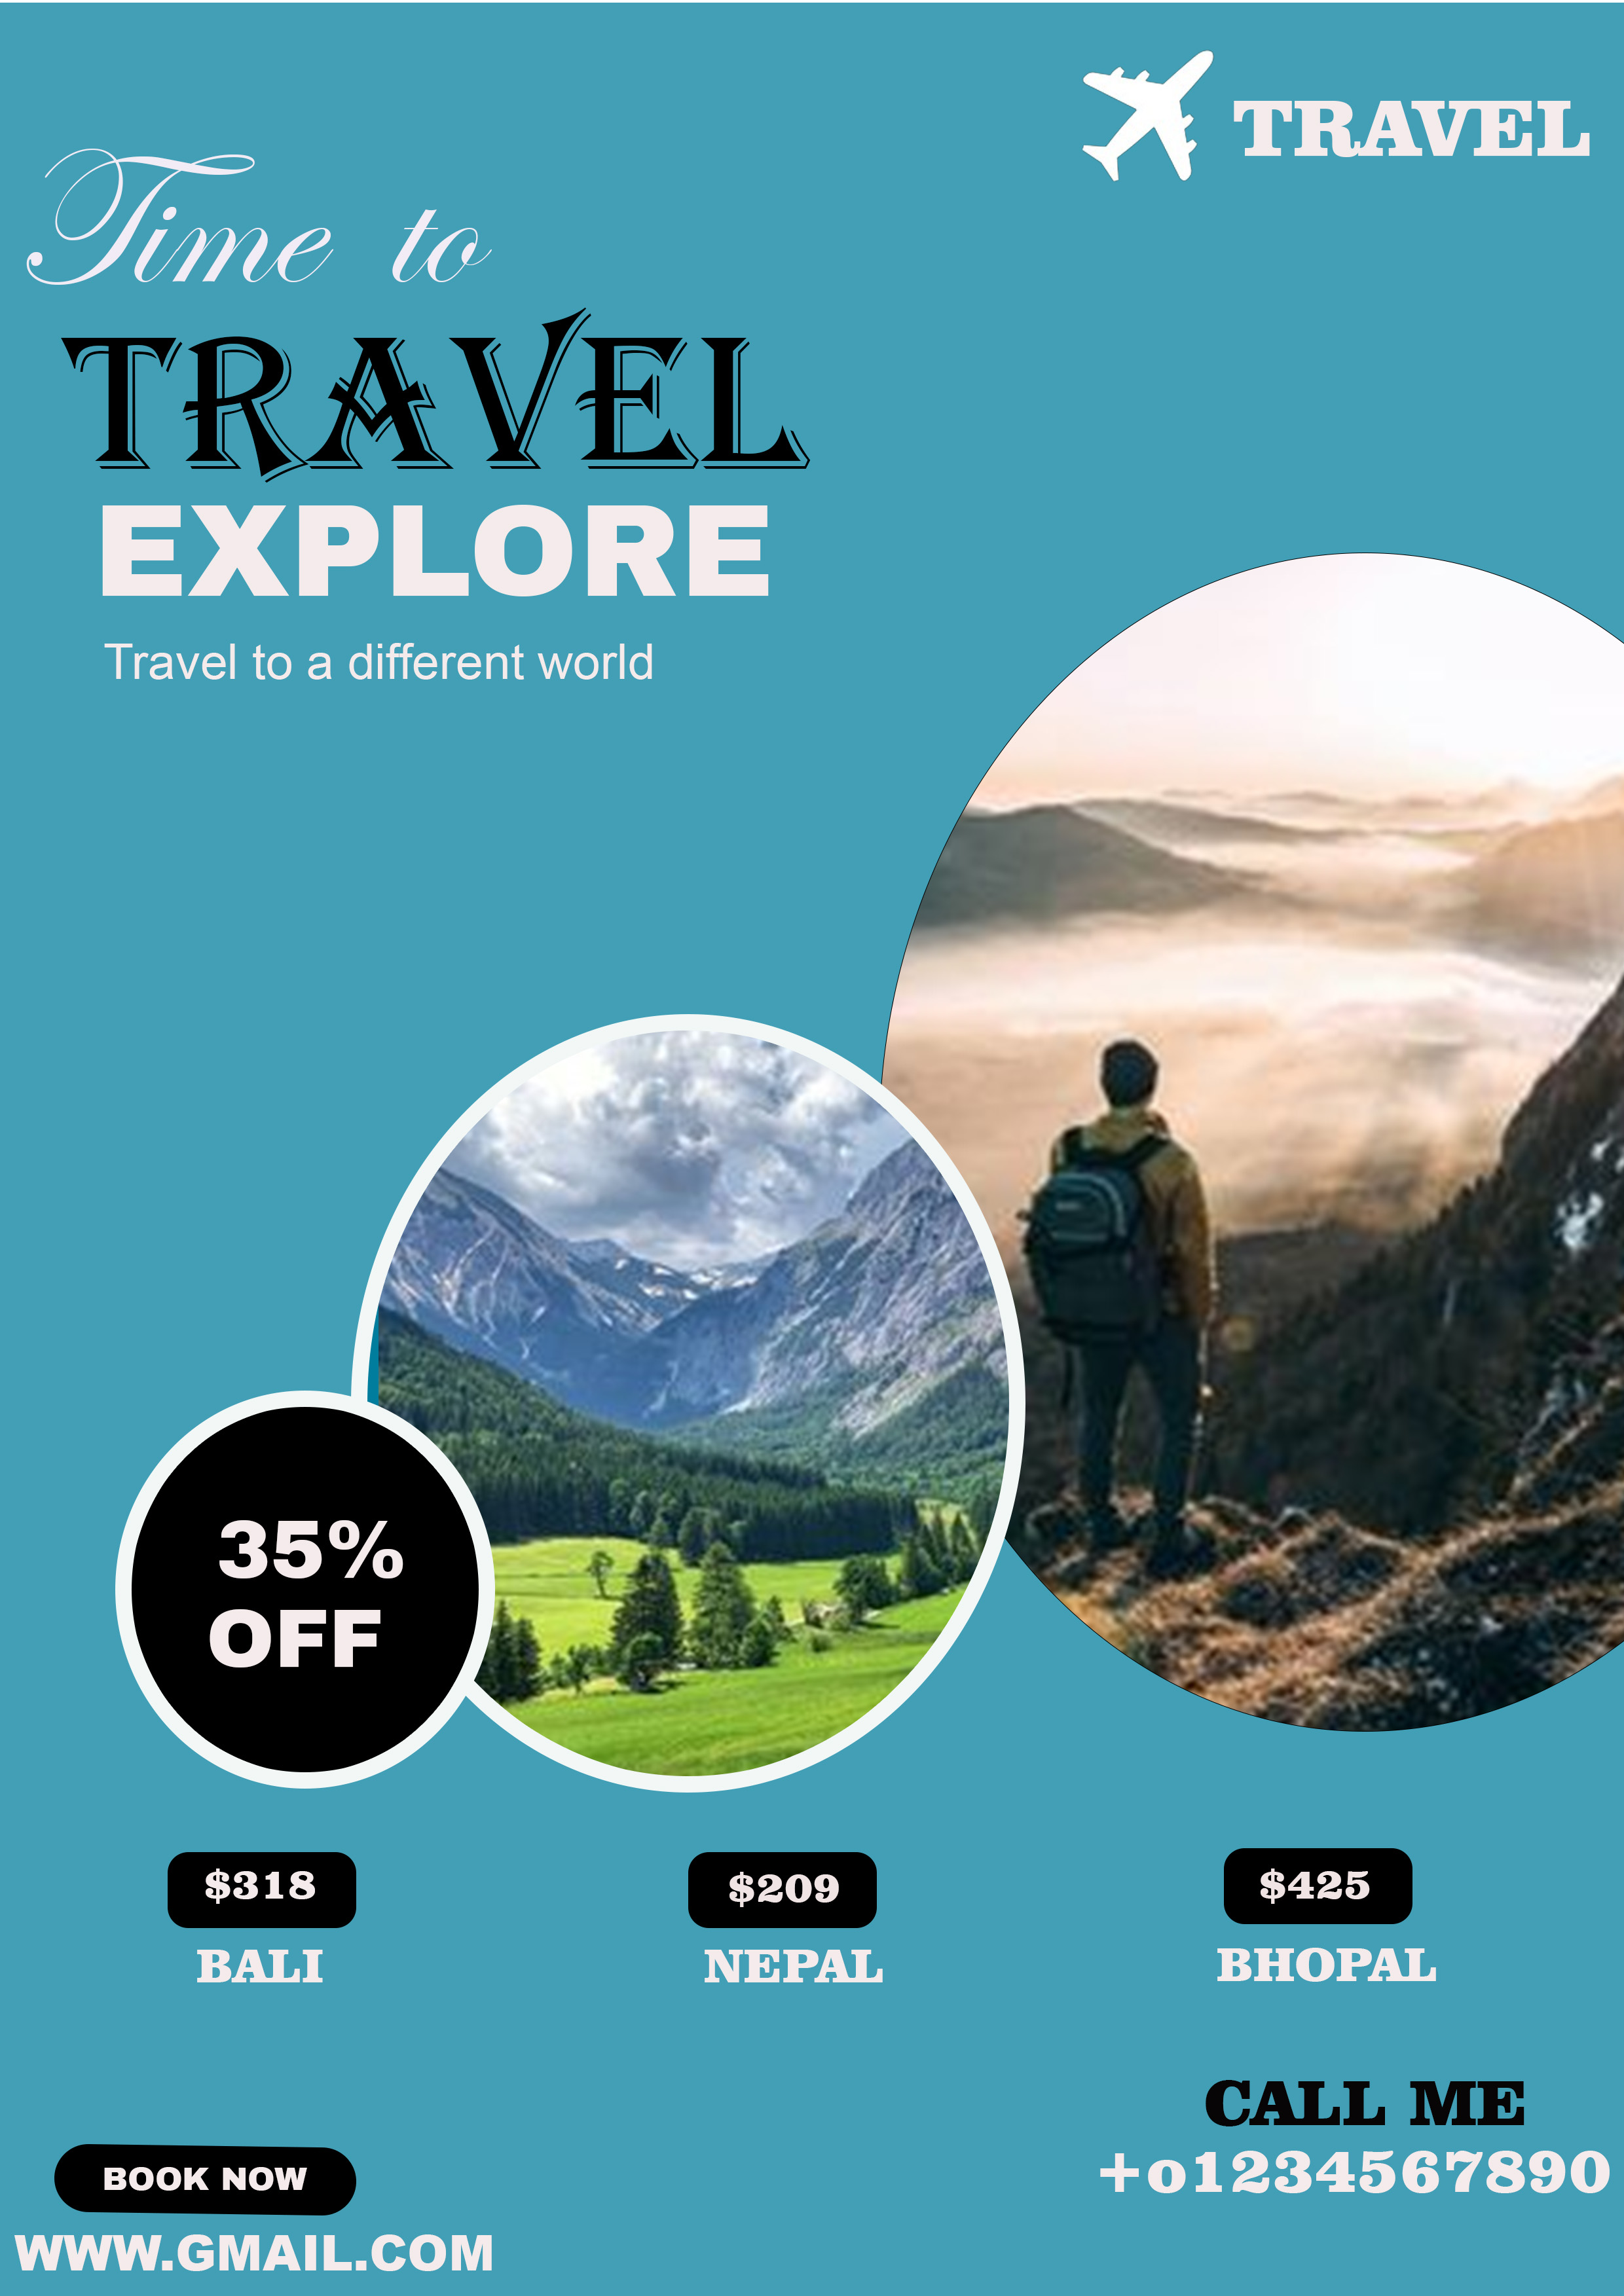 TRAVEL
Time to
TRAVEL
EXPLORE
Travel to a different world
35%
OFF
$318
BALI
$209
NEPAL
$425
BHOPAL
CALL ME
+o1234567890
BOOK NOW
WWW.GMAIL.COM